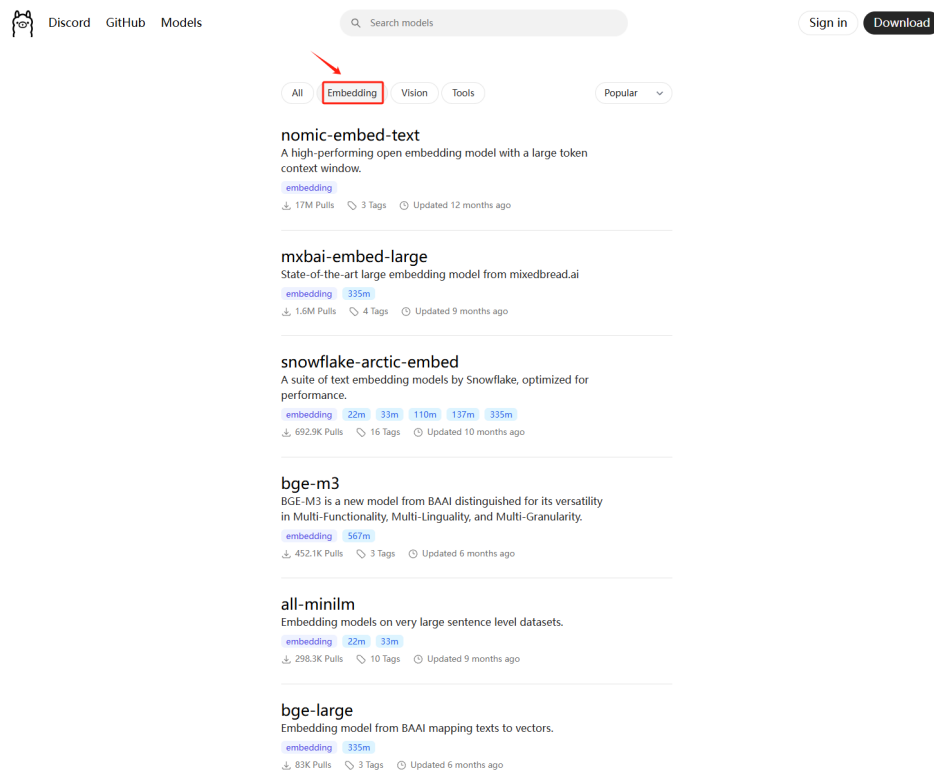 Discord GitHub Models Search models Sign in Download
All Embedding Vision Tools Popular
nomic-embed-text
A high-performing open embedding model with a large token
context window.
embedding
17M Pulls 3 Tags Updated 12 months ago
mxbai-embed-large
State-of-the-art large embedding model from mixedbread.ai
embedding 335m
1.6M Pulls 4 Tags Updated 9 months ago
snowflake-arctic-embed
A suite of text embedding models by Snowflake, optimized for
performance.
embedding 22m 33m 110m 137m 335m
692.9K Pulls 16 Tags Updated 10 months ago
bge-m3
BGE-M3 is a new model from BAAI distinguished for its versatility
in Multi-Functionality, Multi-Linguality, and Multi-Granularity.
embedding 567m
452.1K Pulls 3 Tags Updated 6 months ago
all-minilm
Embedding models on very large sentence level datasets.
embedding 22m 33m
298.3K Pulls 10 Tags Updated 9 months ago
bge-large
Embedding model from BAAI mapping texts to vectors.
embedding 335m
83K Pulls 3 Tags Updated 6 months ago